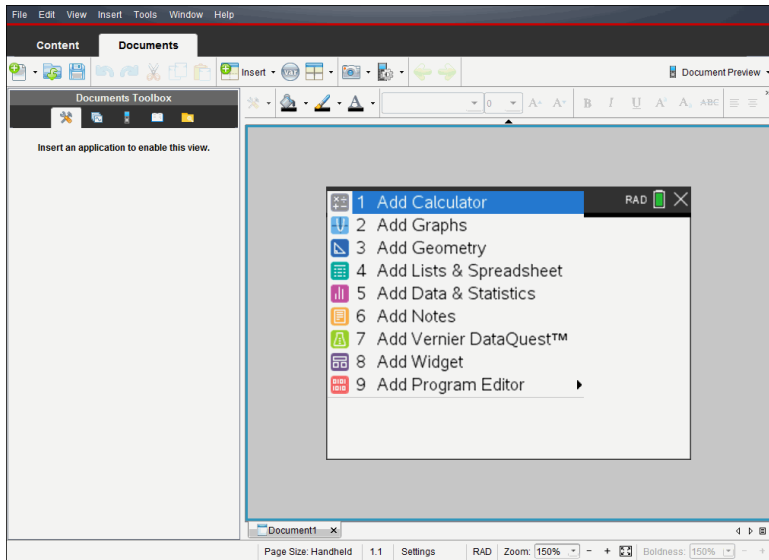 File Edit View Insert Tools Window Help
Content Documents
Insert Document Preview
Documents Toolbox
0 A+ A- B I U ABC
Insert an application to enable this view.
RAD
1 Add Calculator
2 Add Graphs
3 Add Geometry
4 Add Lists & Spreadsheet
5 Add Data & Statistics
6 Add Notes
7 Add Vernier DataQuest™
8 Add Widget
9 Add Program Editor
Document1
Page Size: Handheld 1.1 Settings RAD Zoom: 150% - + Boldness: 150% - +